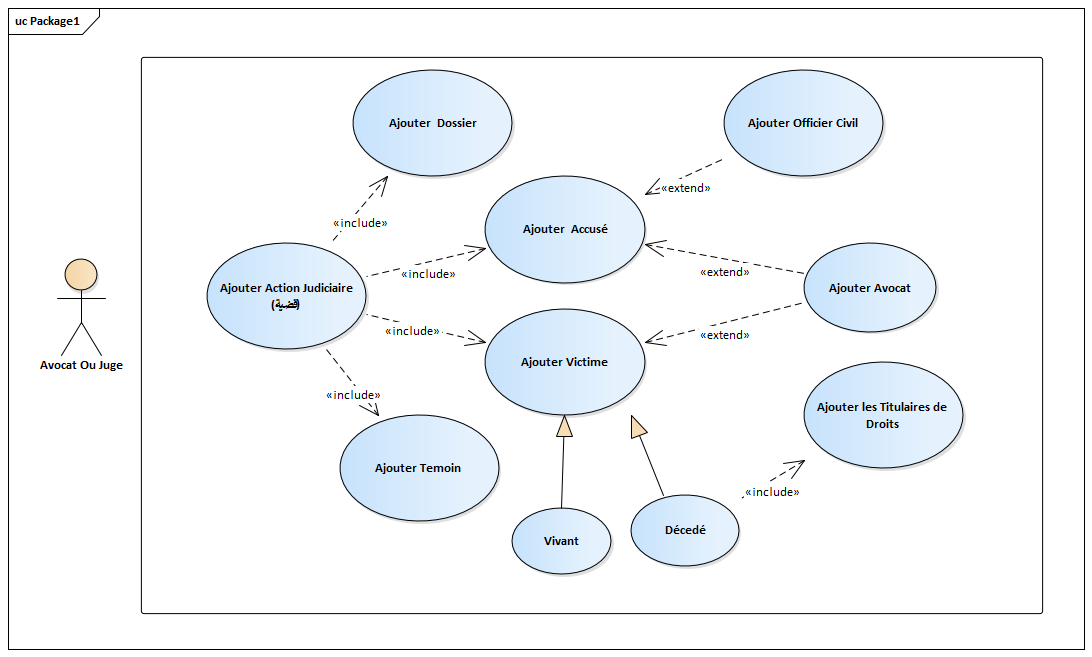 uc Package1
Ajouter Dossier
Ajouter Officier Civil
«extend»
«include»
Ajouter Accusé
«include»
«extend»
Ajouter Action Judiciaire
(قضية)
Ajouter Avocat
«include»
«extend»
Avocat Ou Juge
Ajouter Victime
«include»
Ajouter les Titulaires de
Droits
Ajouter Temoin
«include»
Vivant
Décedé